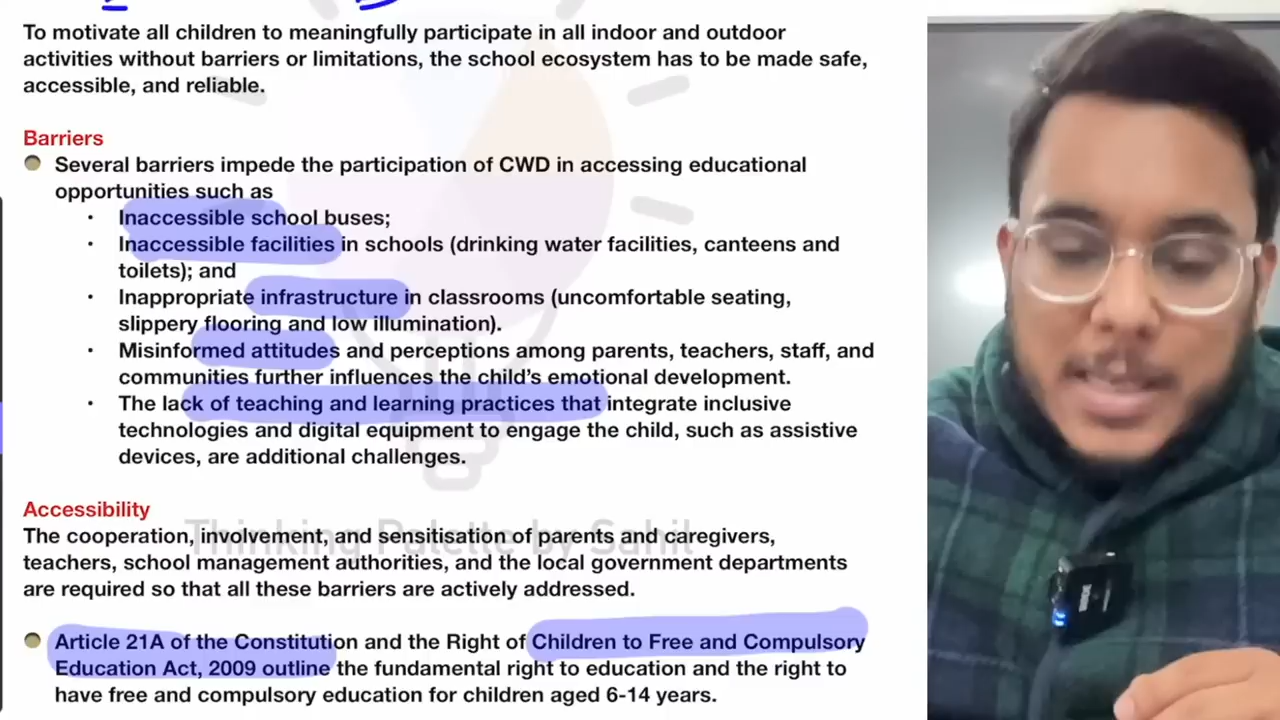 To motivate all children to meaningfully participate in all indoor and outdoor
activities without barriers or limitations, the school ecosystem has to be made safe,
accessible, and reliable.
Barriers
Several barriers impede the participation of CWD in accessing educational
opportunities such as
Inaccessible school buses;
Inaccessible facilities in schools (drinking water facilities, canteens and
toilets); and
Inappropriate infrastructure in classrooms (uncomfortable seating,
slippery flooring and low illumination).
Misinformed attitudes and perceptions among parents, teachers, staff, and
communities further influences the child's emotional development.
The lack of teaching and learning practices that integrate inclusive
technologies and digital equipment to engage the child, such as assistive
devices, are additional challenges.
Accessibility
Thinking Palette by Sahil
The cooperation, involvement, and sensitisation of parents and caregivers,
teachers, school management authorities, and the local government departments
are required so that all these barriers are actively addressed.
Article 21A of the Constitution and the Right of Children to Free and Compulsory
Education Act, 2009 outline the fundamental right to education and the right to
have free and compulsory education for children aged 6-14 years.